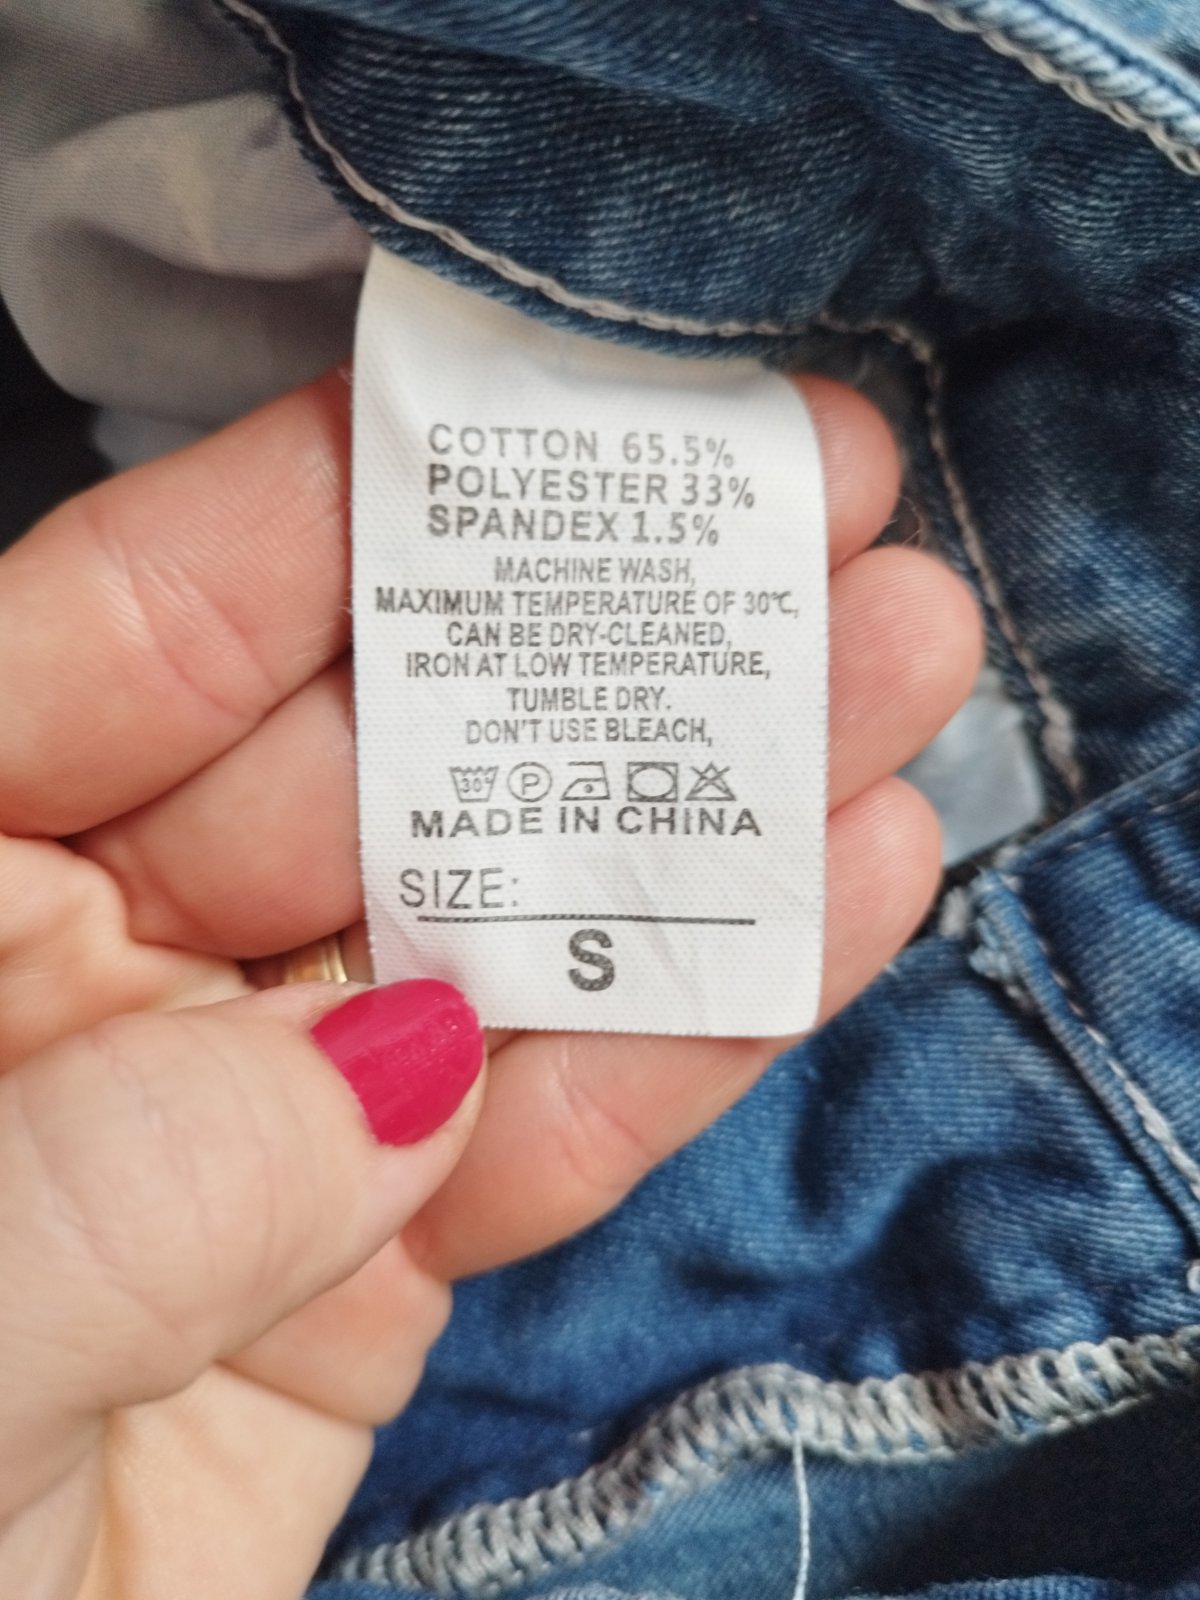 COTTON 65.5%
POLYESTER 33%
SPANDEX 1.5%
MACHINE WASH,
MAXIMUM TEMPERATURE OF 30℃,
CAN BE DRY-CLEANED,
IRON AT LOW TEMPERATURE,
TUMBLE DRY.
DON'T USE BLEACH,
30° P
MADE IN CHINA
SIZE:
S